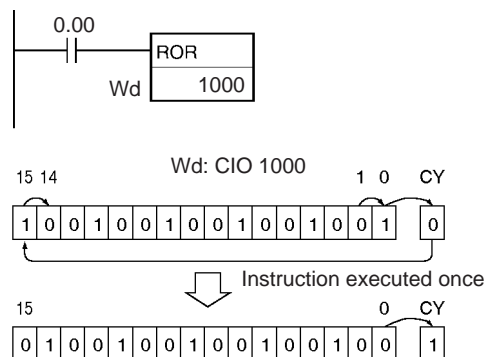 0.00
ROR
Wd 1000
Wd: CIO 1000
15 14 1 0 CY
1 0 0 1 0 0 1 0 0 1 0 0 1 0 0 1 0
Instruction executed once
15 0 CY
0 1 0 0 1 0 0 1 0 0 1 0 0 1 0 0 1